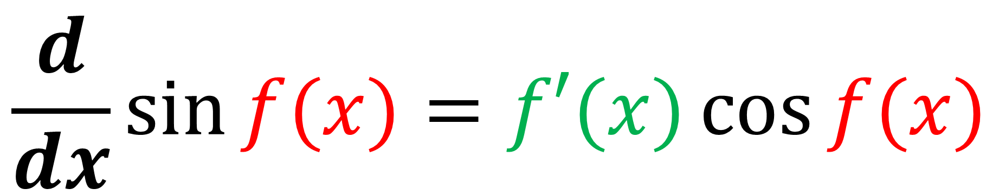 d/dx sin f(x) = f′(x) cos f(x)